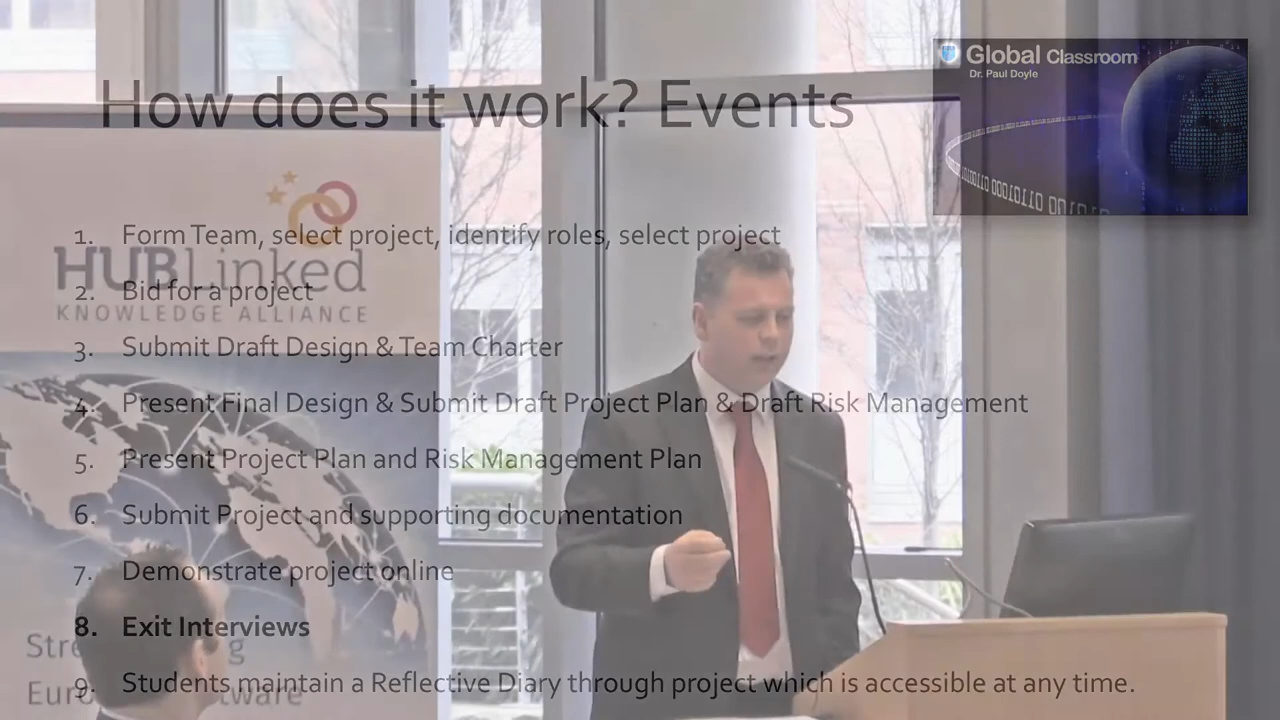 Global Classroom
Dr. Paul Doyle
How does it work? Events
1. Form Team, select project, identify roles, select project
HUBLinked
2. Bid for a project
KNOWLEDGE ALLIANCE
3. Submit Draft Design & Team Charter
4. Present Final Design & Submit Draft Project Plan & Draft Risk Management
5. Present Project Plan and Risk Management Plan
6. Submit Project and supporting documentation
7. Demonstrate project online
8. Exit Interviews
9. Students maintain a Reflective Diary through project which is accessible at any time.